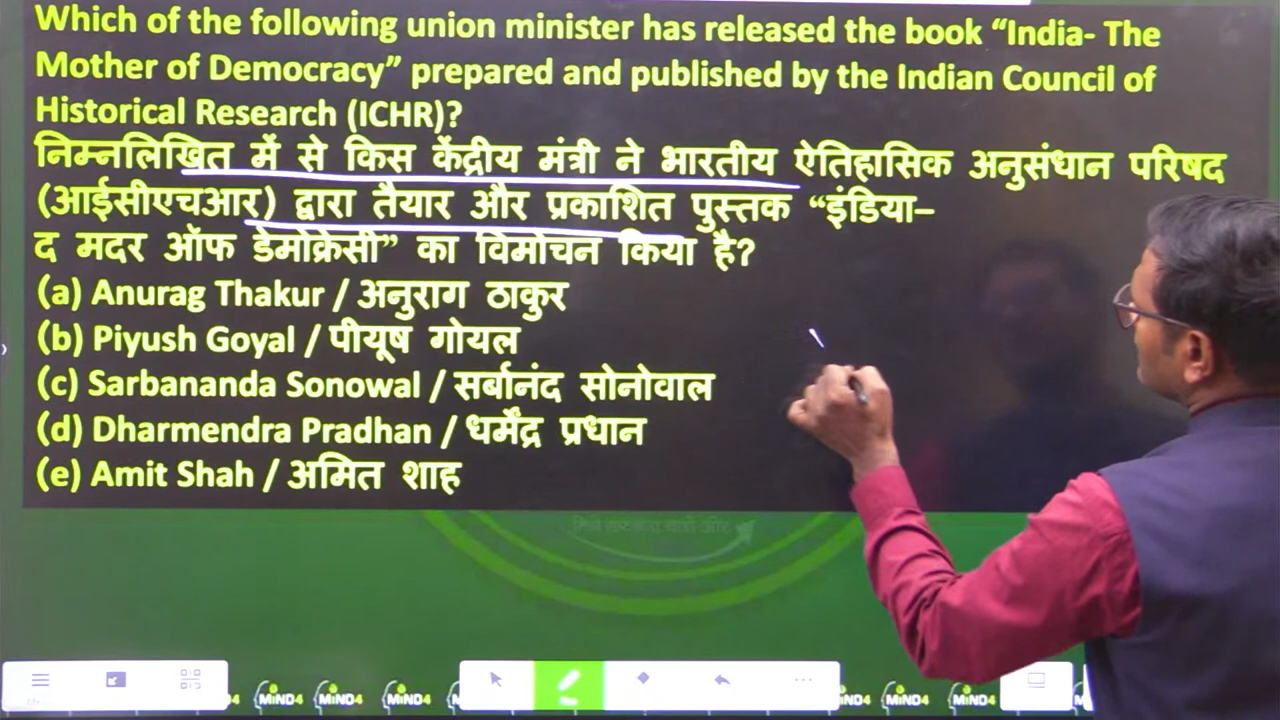 Which of the following union minister has released the book “India- The
Mother of Democracy” prepared and published by the Indian Council of
Historical Research (ICHR)?
निम्नलिखित में से किस केंद्रीय मंत्री ने भारतीय ऐतिहासिक अनुसंधान परिषद
(आईसीएचआर) द्वारा तैयार और प्रकाशित पुस्तक “इंडिया–
द मदर ऑफ डेमोक्रेसी” का विमोचन किया है?
(a) Anurag Thakur / अनुराग ठाकुर
(b) Piyush Goyal / पीयूष गोयल
(c) Sarbananda Sonowal / सर्बानंद सोनोवाल
(d) Dharmendra Pradhan / धर्मेंद्र प्रधान
(e) Amit Shah / अमित शाह
MiND4 MiND4 MiND4